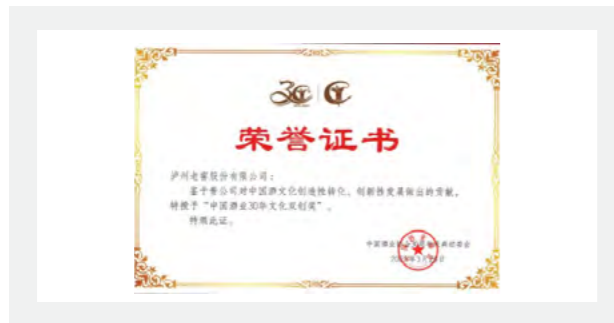 30
荣誉证书
泸州老窖股份有限公司：
鉴于贵公司对中国酒文化创造性转化、创新性发展做出的贡献，
特授予“中国酒业30年文化双创奖”。
特颁此证。